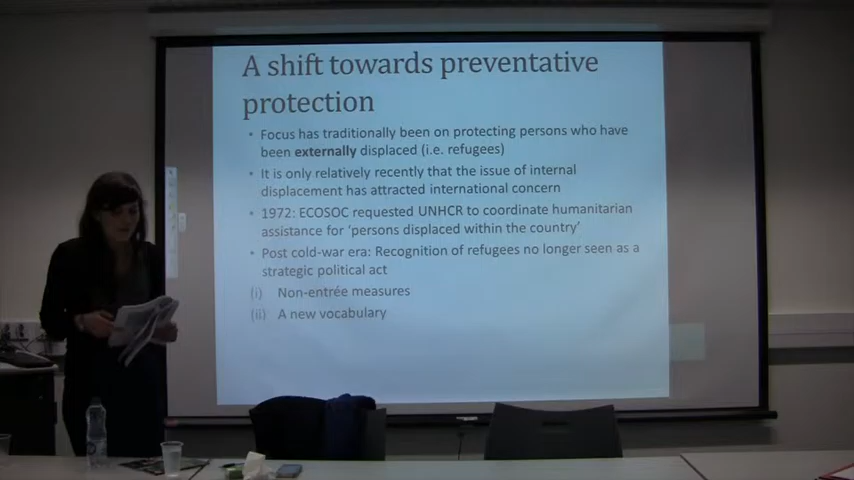 A shift towards preventative
protection
• Focus has traditionally been on protecting persons who have
been externally displaced (i.e. refugees)
• It is only relatively recently that the issue of internal
displacement has attracted international concern
• 1972: ECOSOC requested UNHCR to coordinate humanitarian
assistance for ‘persons displaced within the country’
• Post cold-war era: Recognition of refugees no longer seen as a
strategic political act
(i) Non-entrée measures
(ii) A new vocabulary